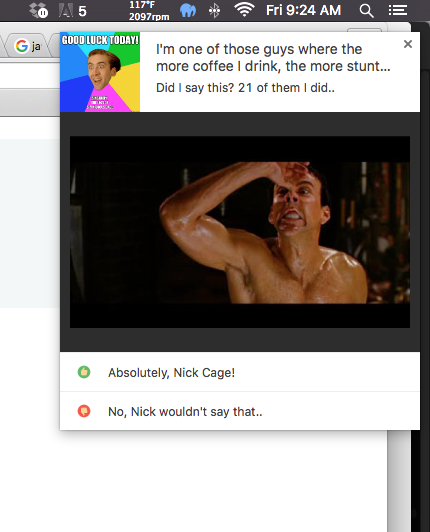 5
117°F
2097rpm
Fri 9:24 AM
ja
GOOD LUCK TODAY!
I'm one of those guys where the
more coffee I drink, the more stunt...
Did I say this? 21 of them I did..
Absolutely, Nick Cage!
No, Nick wouldn't say that..